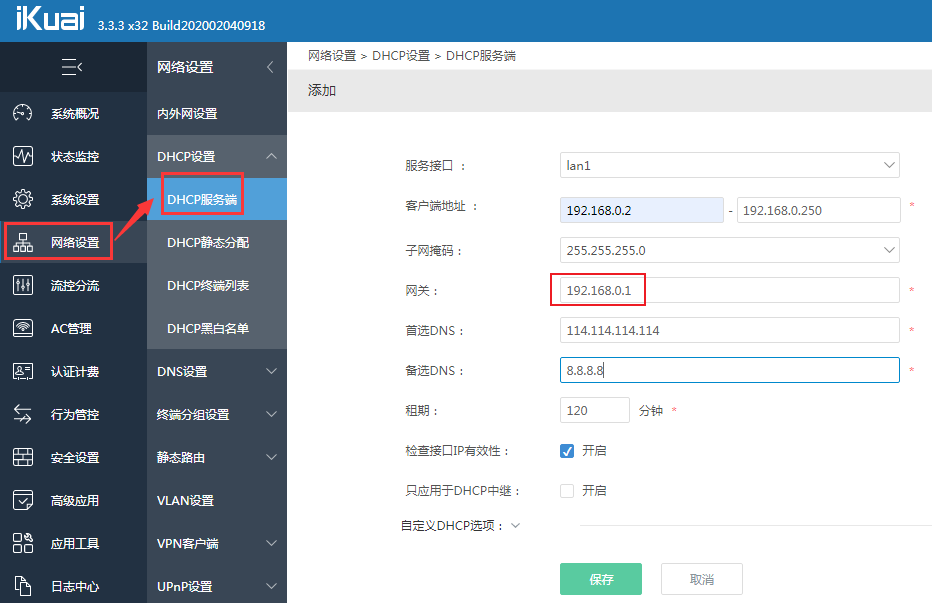 iKuai 3.3.3 x32 Build202002040918
系统概况
状态监控
系统设置
网络设置
流控分流
AC管理
认证计费
行为管控
安全设置
高级应用
应用工具
日志中心
网络设置
内外网设置
DHCP设置
DHCP服务端
DHCP静态分配
DHCP终端列表
DHCP黑白名单
DNS设置
终端分组设置
静态路由
VLAN设置
VPN客户端
UPnP设置
网络设置 > DHCP设置 > DHCP服务端
添加
服务接口 : lan1
客户端地址 : 192.168.0.2 - 192.168.0.250 *
子网掩码 : 255.255.255.0
网关 : 192.168.0.1 *
首选DNS : 114.114.114.114 *
备选DNS : 8.8.8.8 *
租期 : 120 分钟 *
检查接口IP有效性 : 开启
只应用于DHCP中继 : 开启
自定义DHCP选项 :
保存 取消